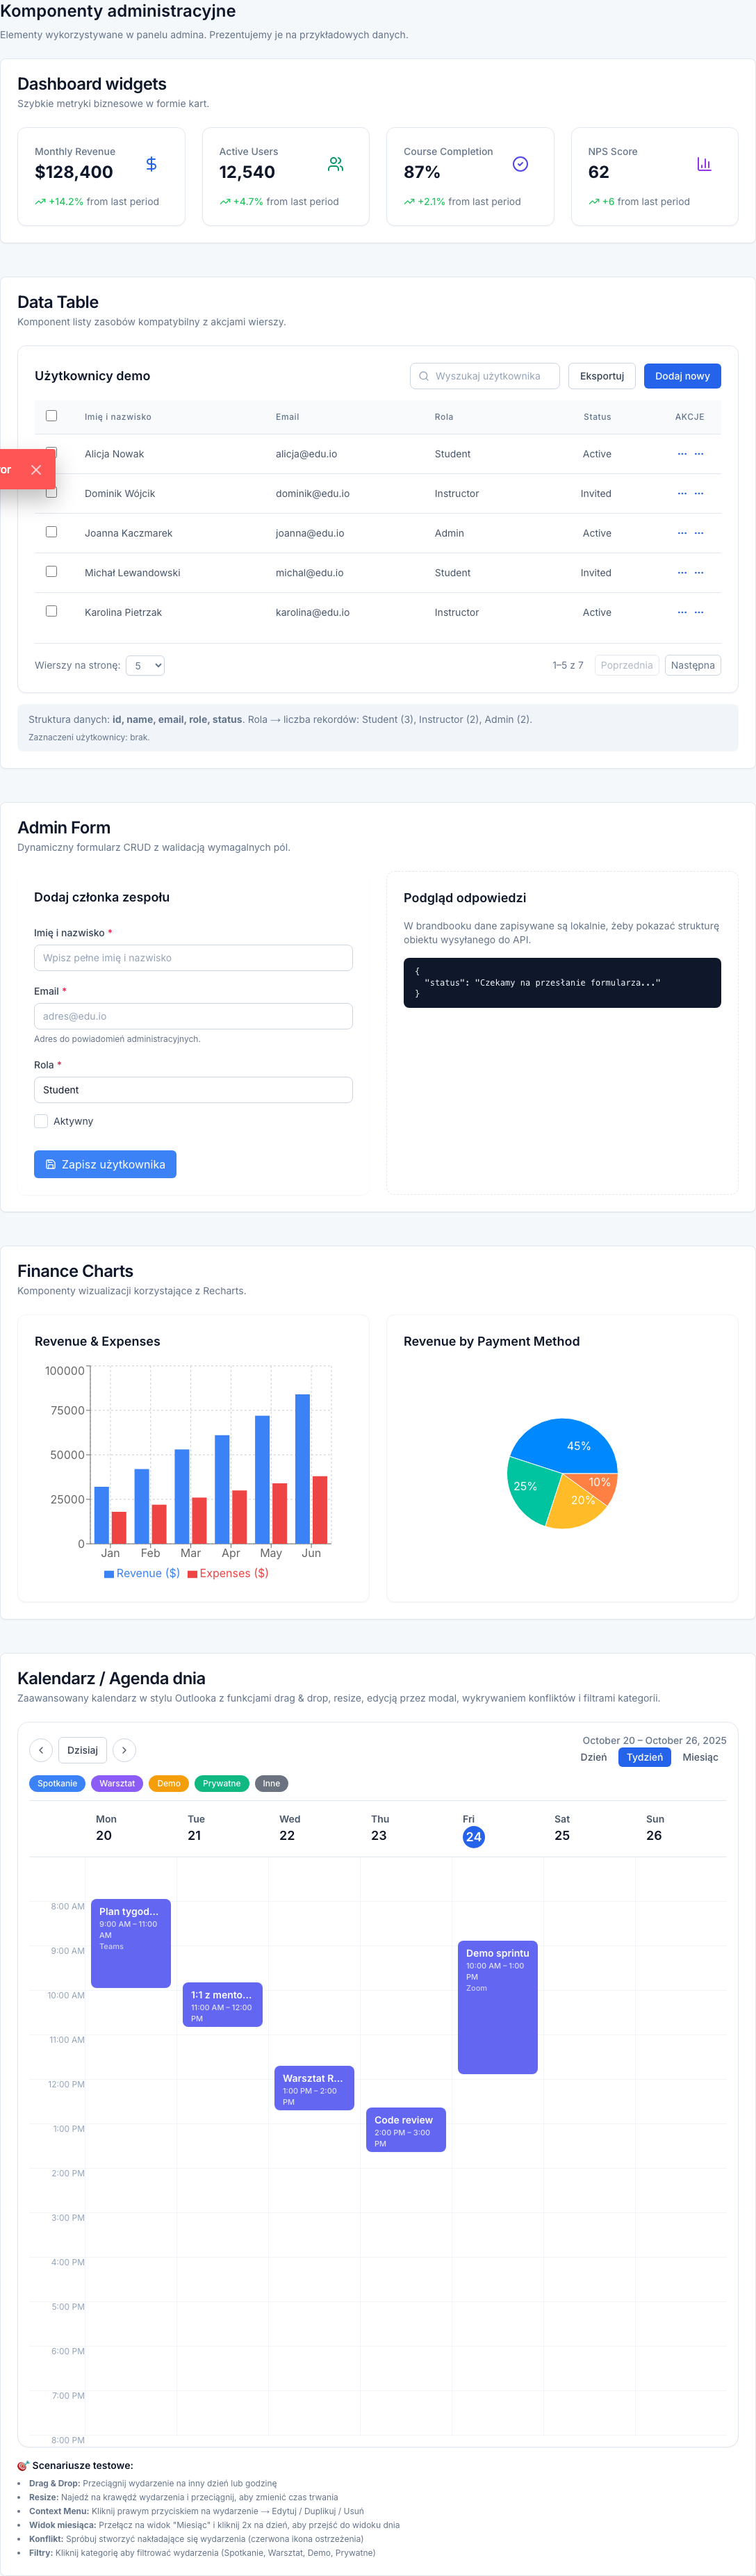 Komponenty administracyjne
Elementy wykorzystywane w panelu admina. Prezentujemy je na przykładowych danych.
Dashboard widgets
Szybkie metryki biznesowe w formie kart.
Monthly Revenue
$128,400
+14.2% from last period
Active Users
12,540
+4.7% from last period
Course Completion
87%
+2.1% from last period
NPS Score
62
+6 from last period
Data Table
Komponent listy zasobów kompatybilny z akcjami wierszy.
Użytkownicy demo
Wyszukaj użytkownika
Eksportuj
Dodaj nowy
Imię i nazwisko Email Rola Status AKCJE
Alicja Nowak alicja@edu.io Student Active ... ...
or
Dominik Wójcik dominik@edu.io Instructor Invited ... ...
Joanna Kaczmarek joanna@edu.io Admin Active ... ...
Michał Lewandowski michal@edu.io Student Invited ... ...
Karolina Pietrzak karolina@edu.io Instructor Active ... ...
Wierszy na stronę: 5
1–5 z 7 Poprzednia Następna
Struktura danych: id, name, email, role, status. Rola → liczba rekordów: Student (3), Instructor (2), Admin (2).
Zaznaczeni użytkownicy: brak.
Admin Form
Dynamiczny formularz CRUD z walidacją wymagalnych pól.
Dodaj członka zespołu
Imię i nazwisko *
Wpisz pełne imię i nazwisko
Email *
adres@edu.io
Adres do powiadomień administracyjnych.
Rola *
Student
Aktywny
Zapisz użytkownika
Podgląd odpowiedzi
W brandbooku dane zapisywane są lokalnie, żeby pokazać strukturę
obiektu wysyłanego do API.
{
"status": "Czekamy na przesłanie formularza..."
}
Finance Charts
Komponenty wizualizacji korzystające z Recharts.
Revenue & Expenses
100000
75000
50000
25000
0
Jan Feb Mar Apr May Jun
Revenue ($) Expenses ($)
Revenue by Payment Method
45%
25%
10%
20%
Kalendarz / Agenda dnia
Zaawansowany kalendarz w stylu Outlooka z funkcjami drag & drop, resize, edycją przez modal, wykrywaniem konfliktów i filtrami kategorii.
Dzisiaj
October 20 – October 26, 2025
Dzień Tydzień Miesiąc
Spotkanie Warsztat Demo Prywatne Inne
Mon Tue Wed Thu Fri Sat Sun
20 21 22 23 24 25 26
8:00 AM
9:00 AM
10:00 AM
11:00 AM
12:00 PM
1:00 PM
2:00 PM
3:00 PM
4:00 PM
5:00 PM
6:00 PM
7:00 PM
8:00 PM
Plan tygod...
9:00 AM – 11:00
AM
Teams
1:1 z mento...
11:00 AM – 12:00
PM
Warsztat R...
1:00 PM – 2:00
PM
Code review
2:00 PM – 3:00
PM
Demo sprintu
10:00 AM – 1:00
PM
Zoom
🎯 Scenariusze testowe:
• Drag & Drop: Przeciągnij wydarzenie na inny dzień lub godzinę
• Resize: Najedź na krawędź wydarzenia i przeciągnij, aby zmienić czas trwania
• Context Menu: Kliknij prawym przyciskiem na wydarzenie → Edytuj / Duplikuj / Usuń
• Widok miesiąca: Przełącz na widok "Miesiąc" i kliknij 2x na dzień, aby przejść do widoku dnia
• Konflikt: Spróbuj stworzyć nakładające się wydarzenia (czerwona ikona ostrzeżenia)
• Filtry: Kliknij kategorię aby filtrować wydarzenia (Spotkanie, Warsztat, Demo, Prywatne)